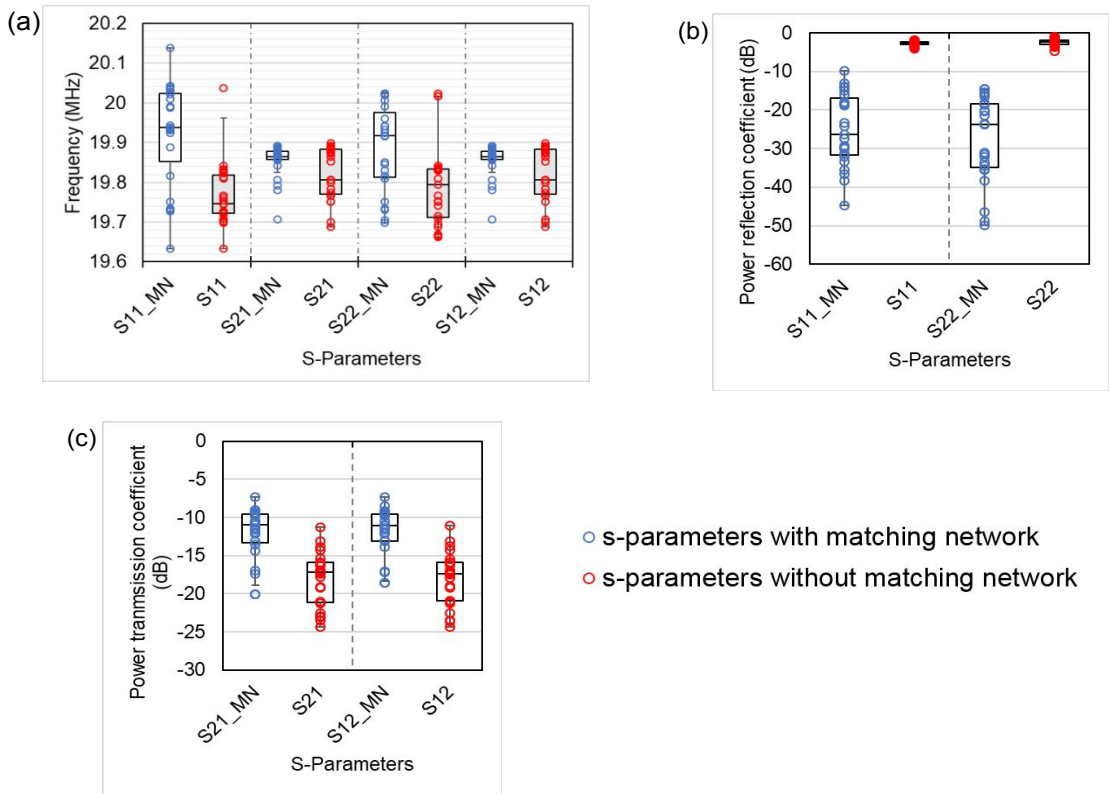 (a)
20.2
20.1
20
19.9
19.8
19.7
19.6
Frequency (MHz)
S11_MN
S11
S21_MN
S21
S22_MN
S22
S12_MN
S12
S-Parameters
(b)
0
-10
-20
-30
-40
-50
-60
Power reflection coefficient (dB)
S11_MN
S11
S22_MN
S22
S-Parameters
(c)
0
-5
-10
-15
-20
-25
-30
Power tranmsission coefficient
(dB)
S21_MN
S21
S12_MN
S12
S-Parameters
s-parameters with matching network
s-parameters without matching network